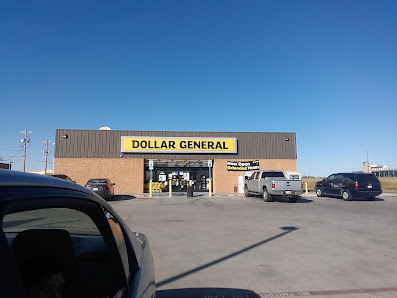 DOLLAR GENERAL
Now Open
Extended Hours